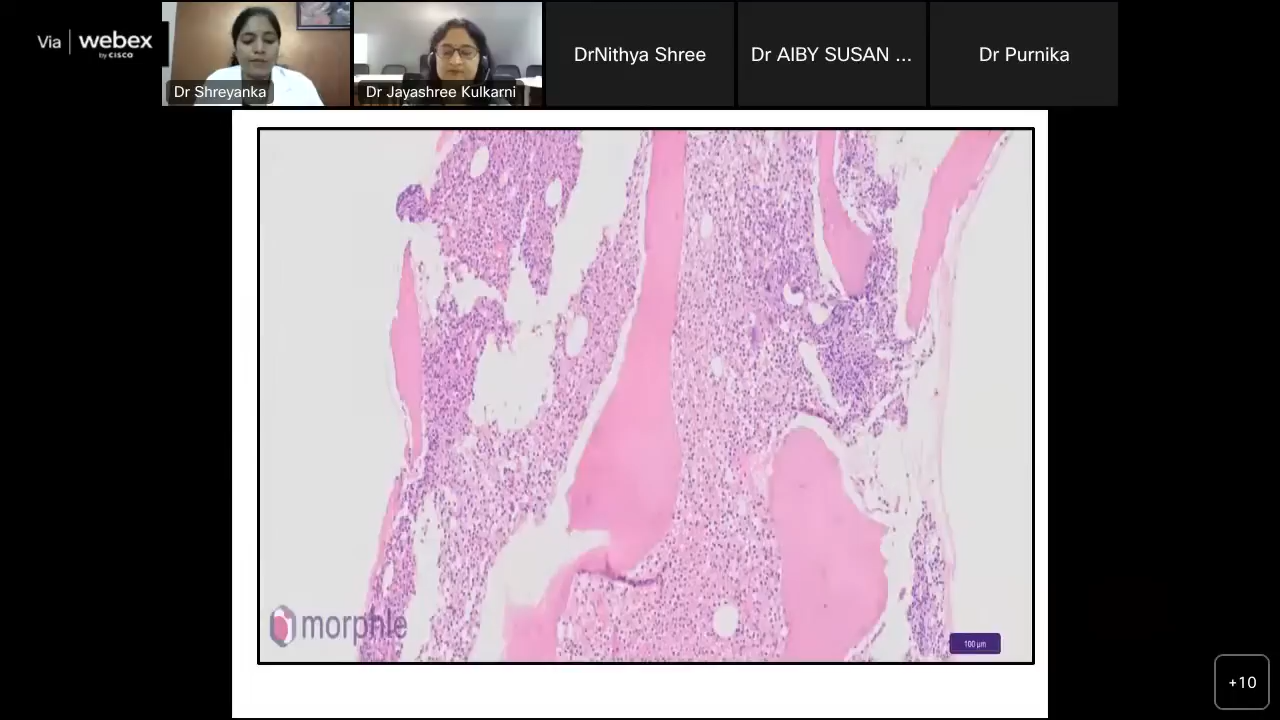 Via | webex
by CISCO
Dr Shreyanka
Dr Jayashree Kulkarni
DrNithya Shree
Dr AIBY SUSAN ...
Dr Purnika
morphle
100 µm
+10